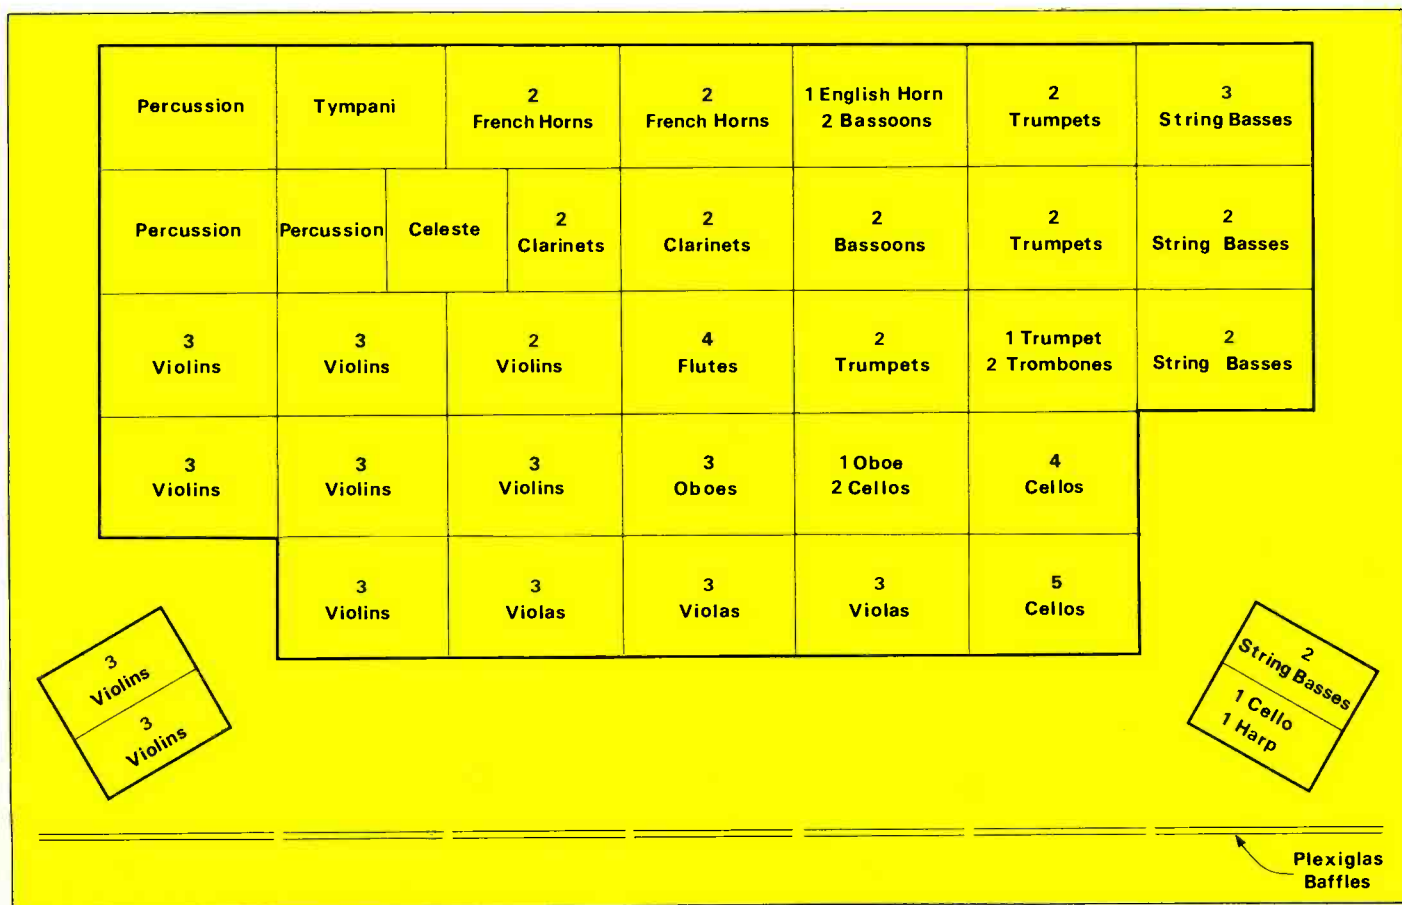 Percussion
Tympani
2
French Horns
2
French Horns
1 English Horn
2 Bassoons
2
Trumpets
3
String Basses
Percussion
Percussion
Celeste
2
Clarinets
2
Clarinets
2
Bassoons
2
Trumpets
2
String Basses
3
Violins
3
Violins
2
Violins
4
Flutes
2
Trumpets
1 Trumpet
2 Trombones
2
String Basses
3
Violins
3
Violins
3
Violins
3
Oboes
1 Oboe
2 Cellos
4
Cellos
3
Violins
3
Violas
3
Violas
3
Violas
5
Cellos
3
Violins
3
Violins
2
String Basses
1 Cello
1 Harp
Plexiglas
Baffles